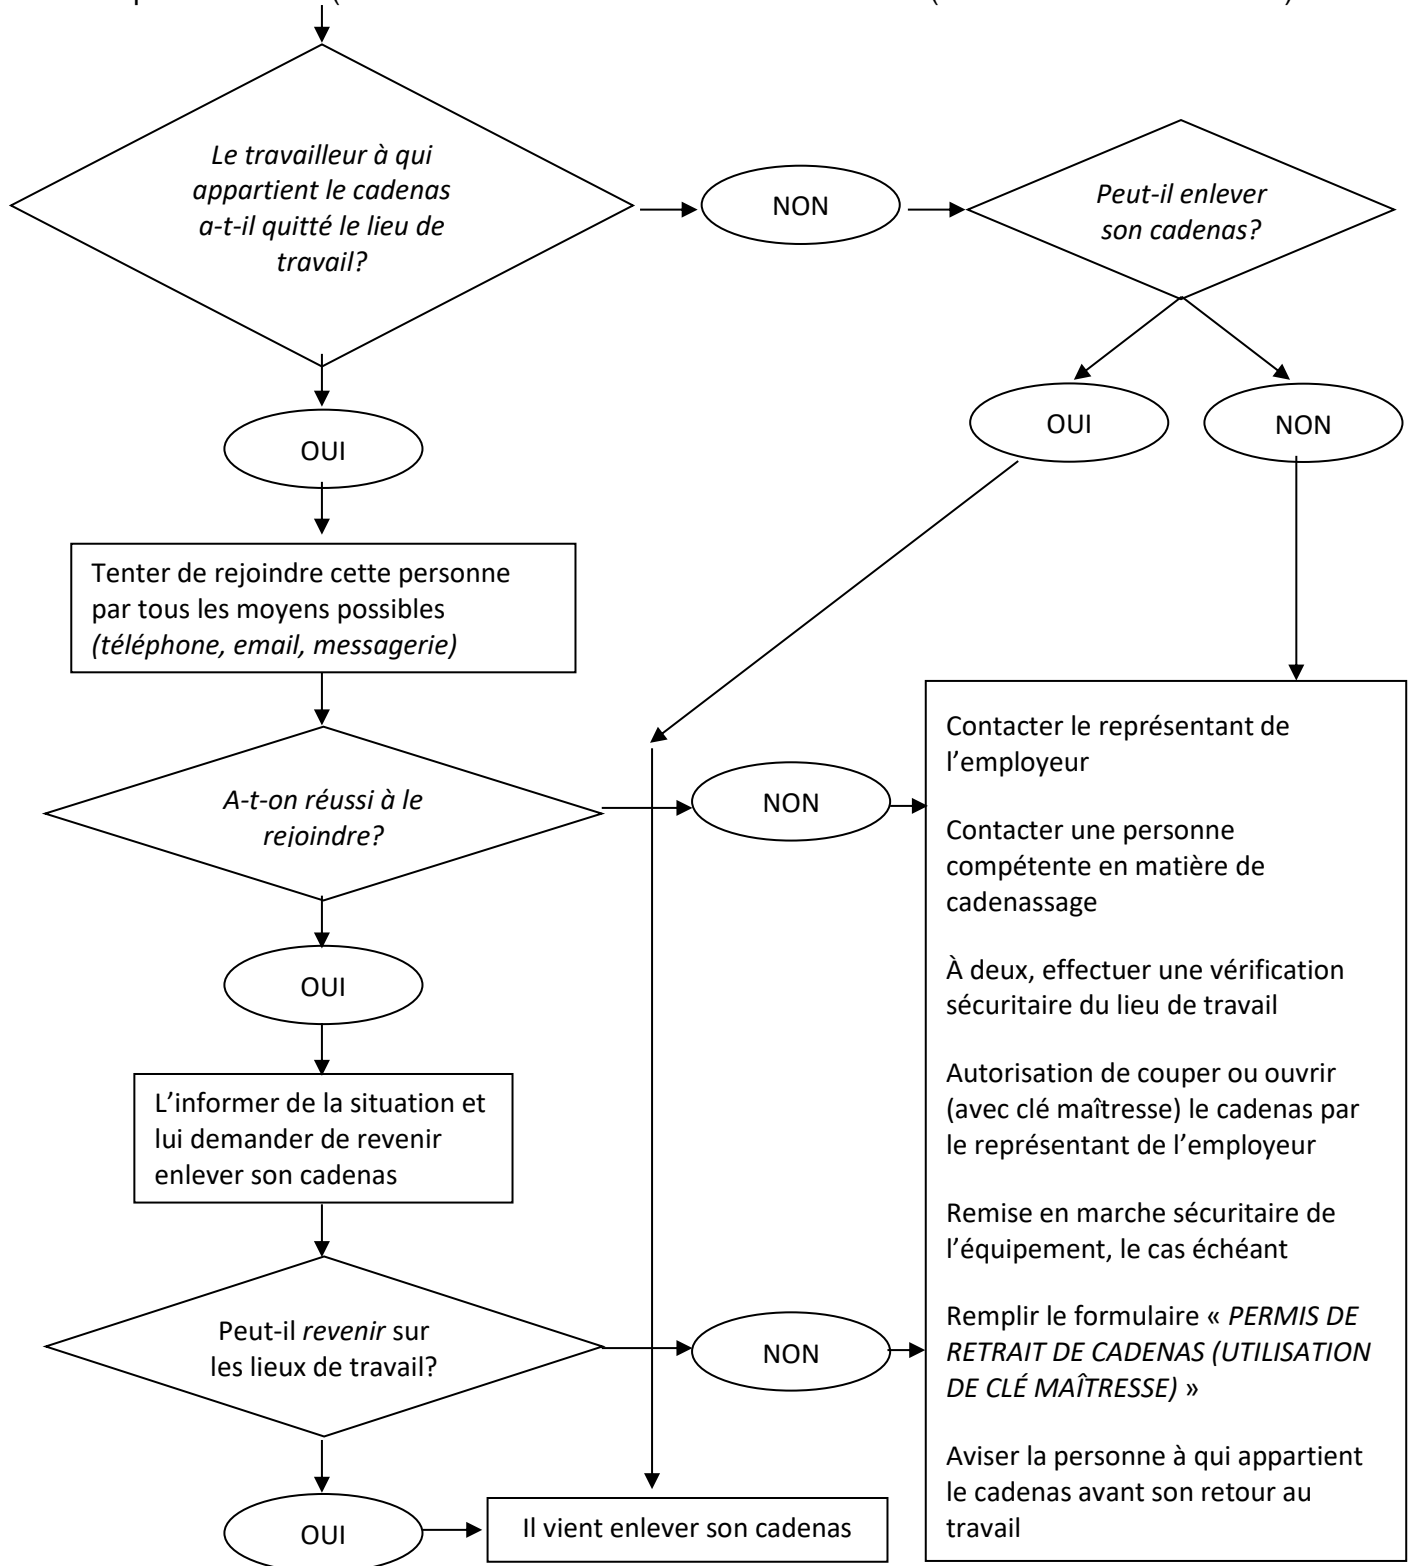 Le travailleur à qui
appartient le cadenas
a-t-il quitté le lieu de
travail?
NON
Peut-il enlever
son cadenas?
OUI
OUI
NON
Tenter de rejoindre cette personne
par tous les moyens possibles
(téléphone, email, messagerie)
A-t-on réussi à le
rejoindre?
NON
OUI
L’informer de la situation et
lui demander de revenir
enlever son cadenas
Peut-il revenir sur
les lieux de travail?
NON
OUI
Il vient enlever son cadenas
Contacter le représentant de
l’employeur
Contacter une personne
compétente en matière de
cadenassage
À deux, effectuer une vérification
sécuritaire du lieu de travail
Autorisation de couper ou ouvrir
(avec clé maîtresse) le cadenas par
le représentant de l’employeur
Remise en marche sécuritaire de
l’équipement, le cas échéant
Remplir le formulaire « PERMIS DE
RETRAIT DE CADENAS (UTILISATION
DE CLÉ MAÎTRESSE) »
Aviser la personne à qui appartient
le cadenas avant son retour au
travail